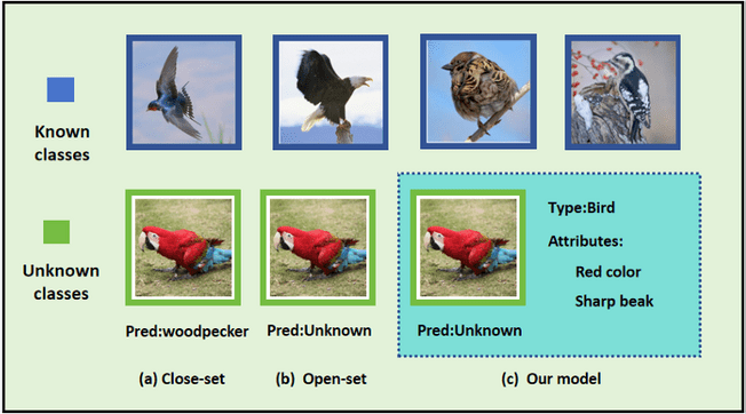 Known
classes
Unknown
classes
Type:Bird
Attributes:
Red color
Sharp beak
Pred:woodpecker
Pred:Unknown
Pred:Unknown
(a) Close-set
(b) Open-set
(c) Our model